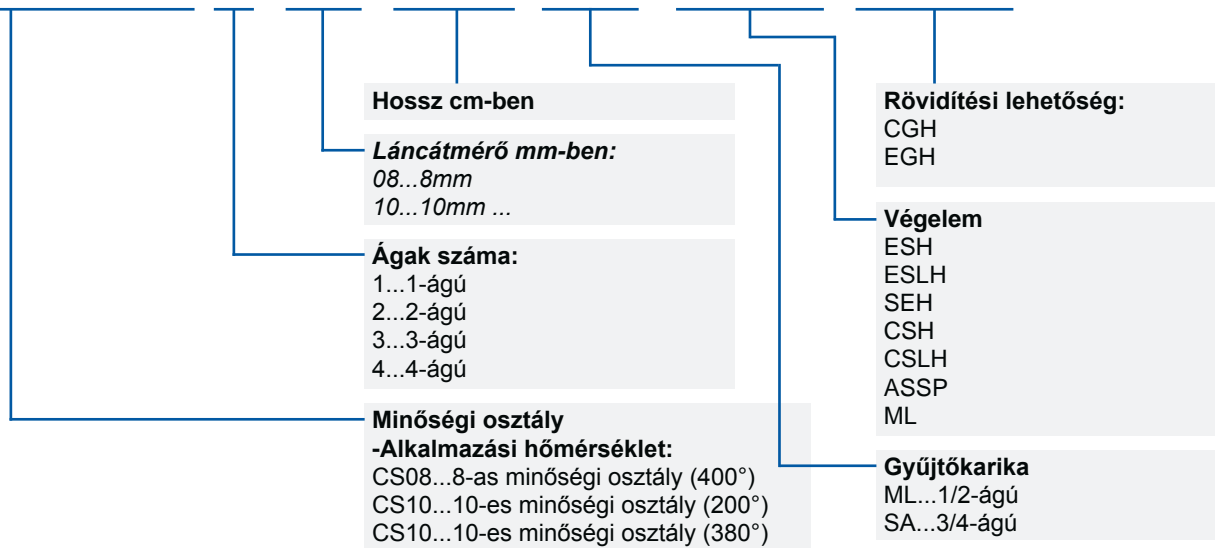 Hossz cm-ben
Láncátmérő mm-ben:
08...8mm
10...10mm ...
Ágak száma:
1...1-ágú
2...2-ágú
3...3-ágú
4...4-ágú
Minőségi osztály
-Alkalmazási hőmérséklet:
CS08...8-as minőségi osztály (400°)
CS10...10-es minőségi osztály (200°)
CS10...10-es minőségi osztály (380°)
Rövidítési lehetőség:
CGH
EGH
Végelem
ESH
ESLH
SEH
CSH
CSLH
ASSP
ML
Gyűjtőkarika
ML...1/2-ágú
SA...3/4-ágú